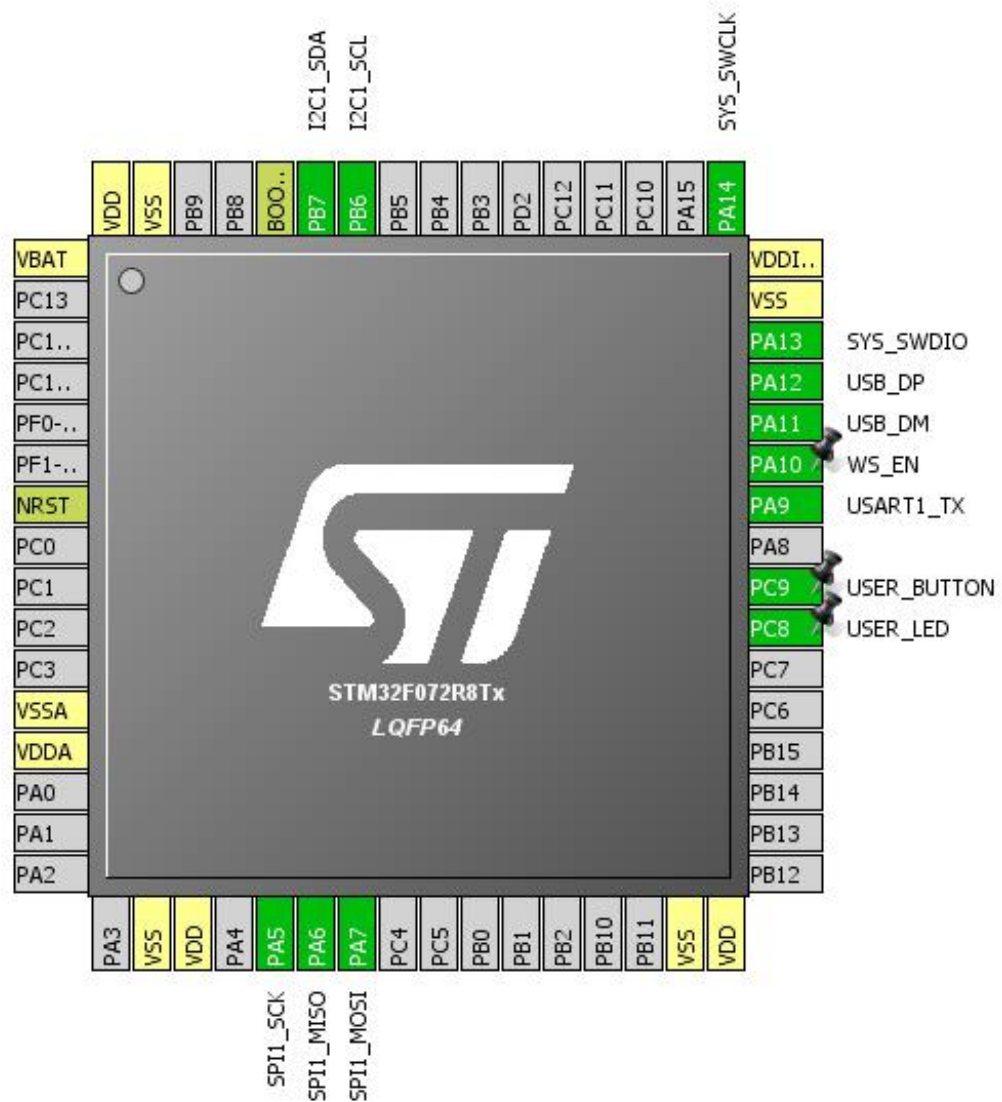 I2C1_SDA
I2C1_SCL
SYS_SWCLK
VDD
VSS
PB9
PB8
BOO..
PB7
PB6
PB5
PB4
PB3
PD2
PC12
PC11
PC10
PA15
PA14
VBAT
PC13
PC1..
PC1..
PF0-..
PF1-..
NRST
PC0
PC1
PC2
PC3
VSSA
VDDA
PA0
PA1
PA2
ST
STM32F072R8Tx
LQFP64
VDDI..
VSS
PA13 SYS_SWDIO
PA12 USB_DP
PA11 USB_DM
PA10 WS_EN
PA9 USART1_TX
PA8
PC9 USER_BUTTON
PC8 USER_LED
PC7
PC6
PB15
PB14
PB13
PB12
PA3
VSS
VDD
PA4
PA5
PA6
PA7
PC4
PC5
PB0
PB1
PB2
PB10
PB11
VSS
VDD
SPI1_SCK
SPI1_MISO
SPI1_MOSI